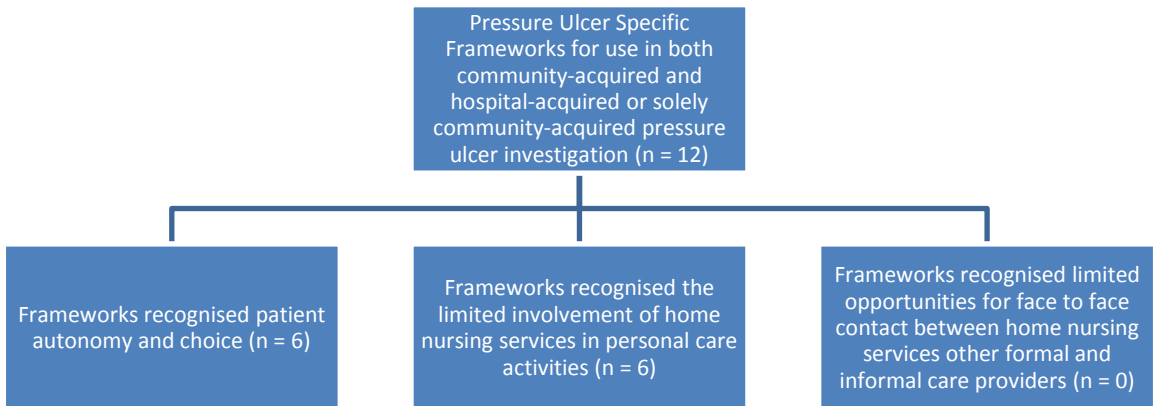 Pressure Ulcer Specific
Frameworks for use in both
community-acquired and
hospital-acquired or solely
community-acquired pressure
ulcer investigation (n = 12)
Frameworks recognised patient
autonomy and choice (n = 6)
Frameworks recognised the
limited involvement of home
nursing services in personal care
activities (n = 6)
Frameworks recognised limited
opportunities for face to face
contact between home nursing
services other formal and
informal care providers (n = 0)